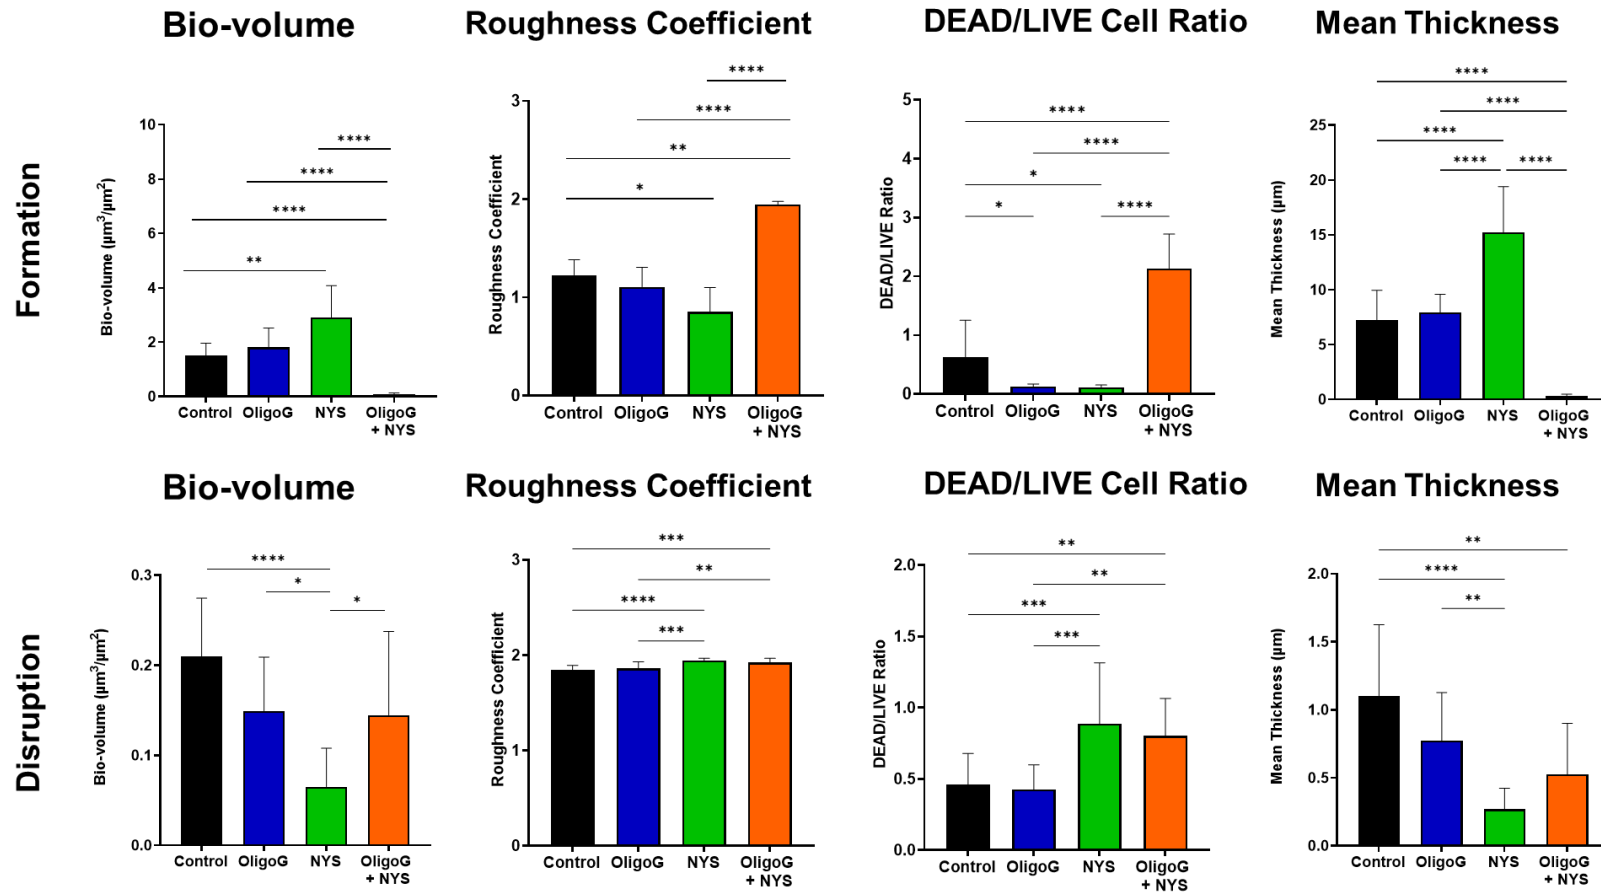 Bio-volume
Roughness Coefficient
DEAD/LIVE Cell Ratio
Mean Thickness
Formation
Bio-volume (µm³/µm²)
10
8
6
4
2
0
****
****
****
**
Control
OligoG
NYS
OligoG
+ NYS
Roughness Coefficient
3
2
1
0
****
****
**
*
Control
OligoG
NYS
OligoG
+ NYS
DEAD/LIVE Ratio
5
4
3
2
1
0
****
****
*
*
****
Control
OligoG
NYS
OligoG
+ NYS
Mean Thickness (µm)
25
20
15
10
5
0
****
****
****
****
****
Control
OligoG
NYS
OligoG
+ NYS
Bio-volume
Roughness Coefficient
DEAD/LIVE Cell Ratio
Mean Thickness
Disruption
Bio-volume (µm³/µm²)
0.3
0.2
0.1
0.0
****
*
*
Control
OligoG
NYS
OligoG
+ NYS
Roughness Coefficient
3
2
1
0
***
**
****
***
Control
OligoG
NYS
OligoG
+ NYS
DEAD/LIVE Ratio
2.0
1.5
1.0
0.5
0.0
**
**
***
***
Control
OligoG
NYS
OligoG
+ NYS
Mean Thickness (µm)
2.0
1.5
1.0
0.5
0.0
**
****
**
Control
OligoG
NYS
OligoG
+ NYS